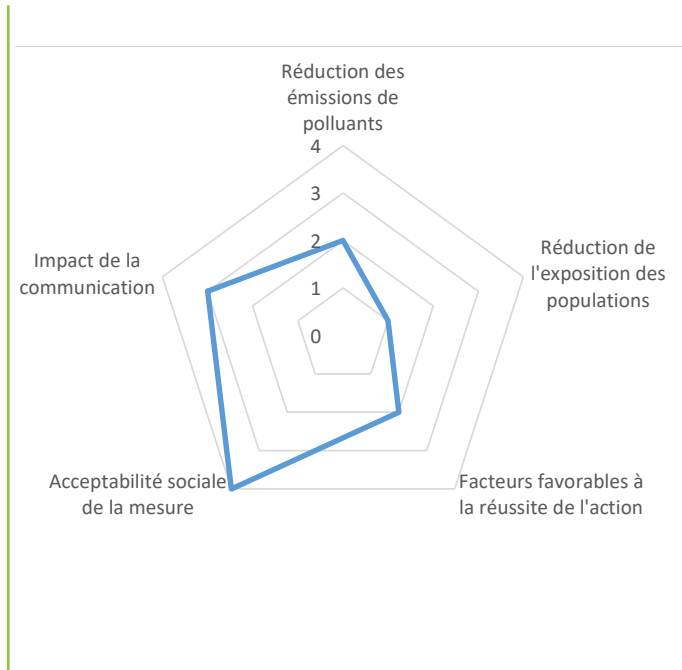 Réduction des
émissions de
polluants
4
3
2
1
0
Réduction de
l'exposition des
populations
Facteurs favorables à
la réussite de l'action
Acceptabilité sociale
de la mesure
Impact de la
communication